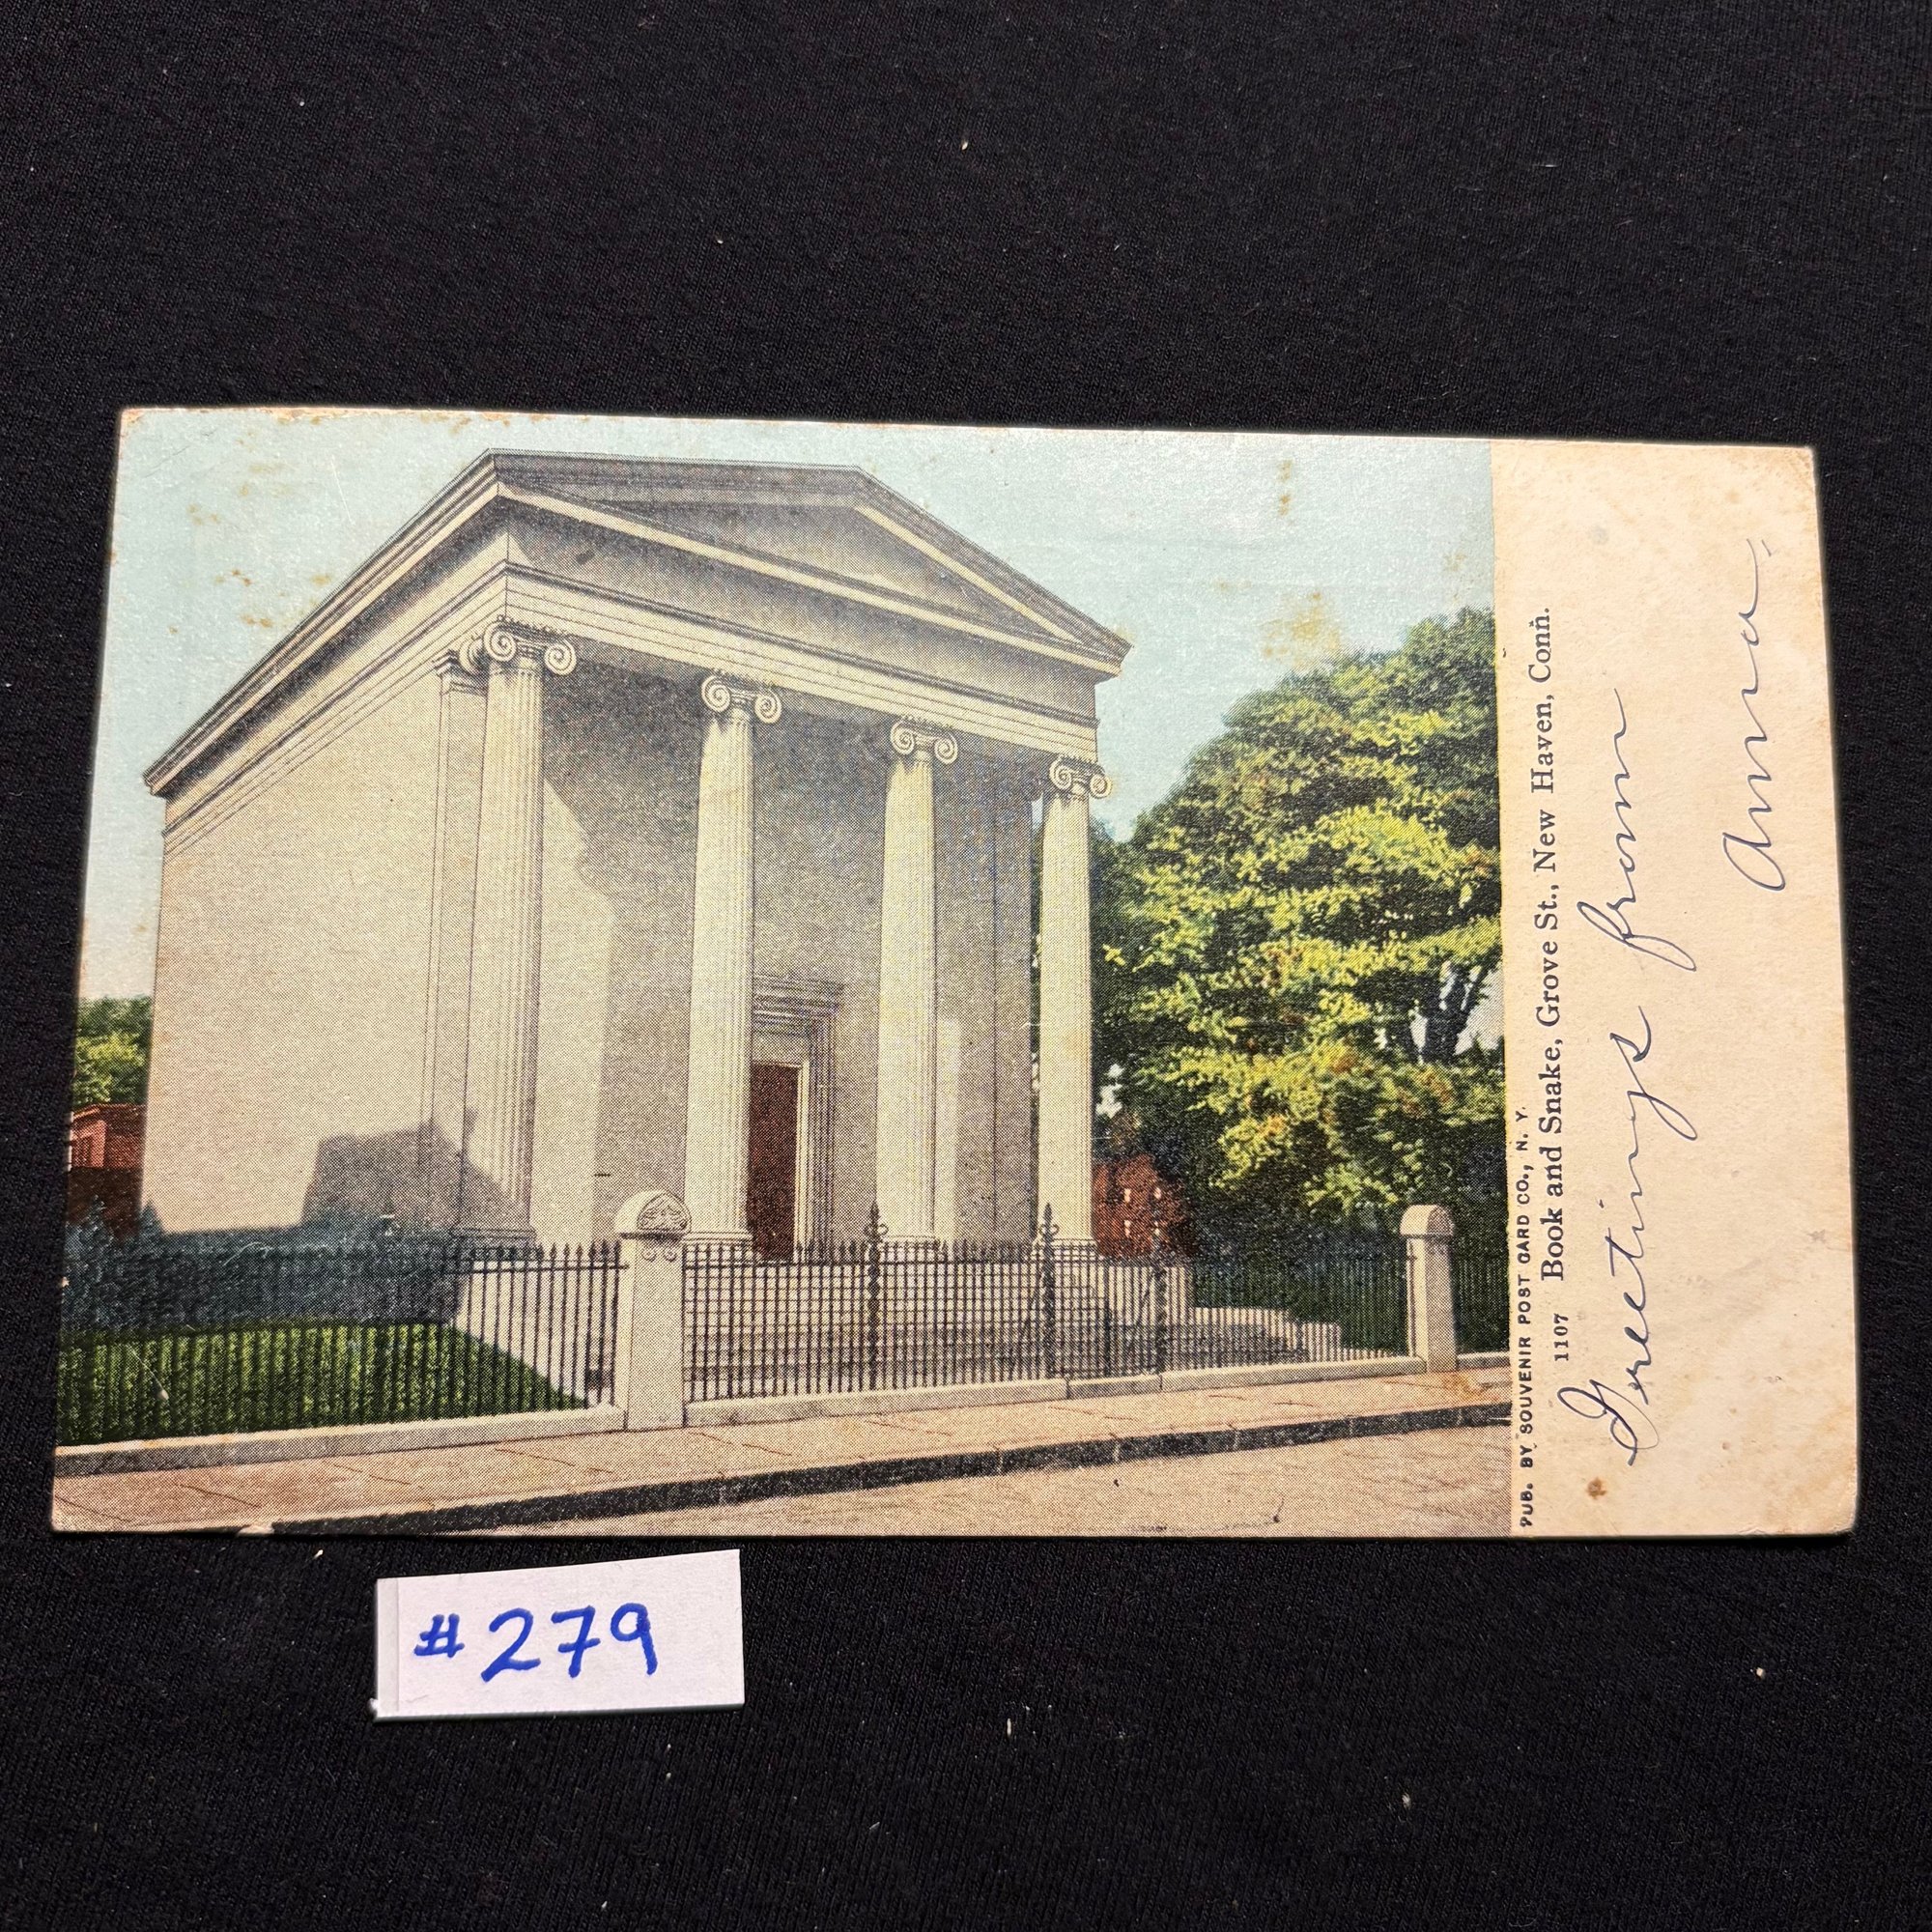 PUB. BY SOUVENIR POST CARD CO., N. Y.
1107 Book and Snake, Grove St., New Haven, Conn.
Greetings from
Anna.
#279